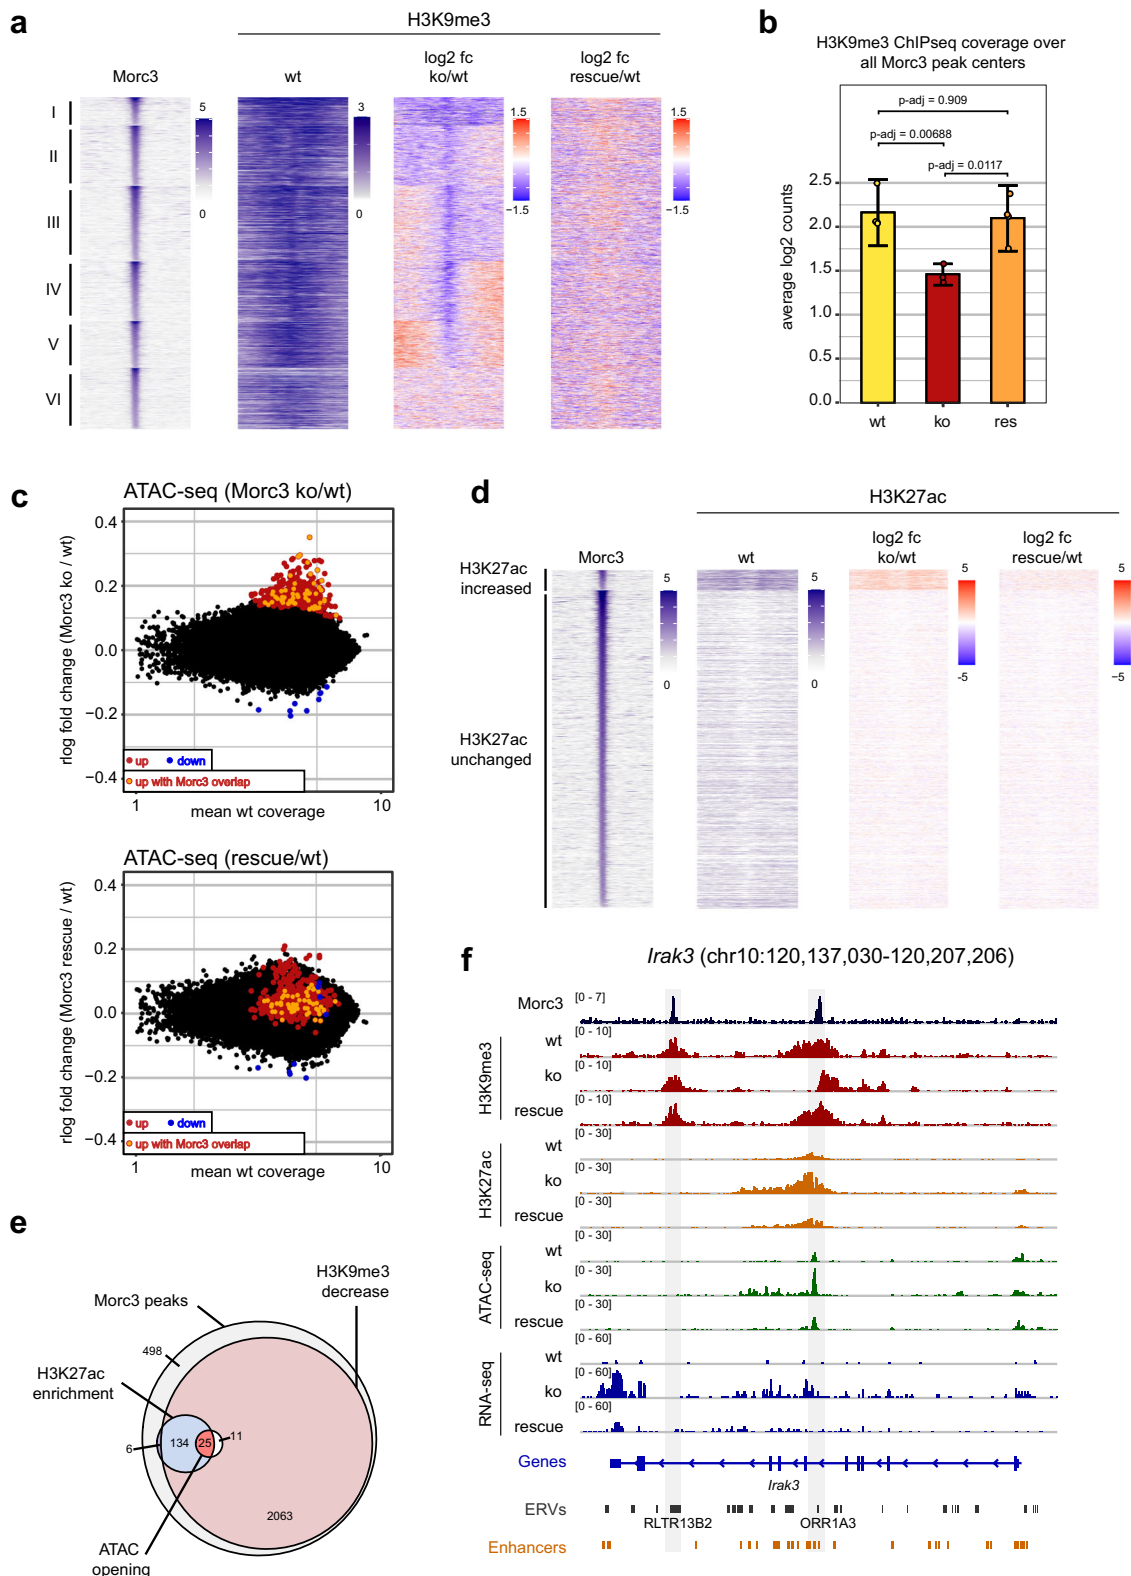 a
H3K9me3
Morc3
wt
log2 fc
ko/wt
log2 fc
rescue/wt
I
II
III
IV
V
VI
5
0
3
0
1.5
−1.5
1.5
−1.5
b
H3K9me3 ChIPseq coverage over
all Morc3 peak centers
p-adj = 0.909
p-adj = 0.00688
p-adj = 0.0117
average log2 counts
2.5
2.0
1.5
1.0
0.5
0.0
wt
ko
res
c
ATAC-seq (Morc3 ko/wt)
rlog fold change (Morc3 ko / wt)
0.4
0.2
0.0
−0.2
−0.4
up
down
up with Morc3 overlap
1
10
mean wt coverage
ATAC-seq (rescue/wt)
rlog fold change (Morc3 rescue / wt)
0.4
0.2
0.0
−0.2
−0.4
up
down
up with Morc3 overlap
1
10
mean wt coverage
d
H3K27ac
Morc3
wt
log2 fc
ko/wt
log2 fc
rescue/wt
H3K27ac
increased
H3K27ac
unchanged
5
0
5
0
5
−5
5
−5
e
H3K9me3
decrease
Morc3 peaks
498
H3K27ac
enrichment
6
134
25
11
2063
ATAC
opening
f
Irak3 (chr10:120,137,030-120,207,206)
Morc3
[0 - 7]
H3K9me3
wt
[0 - 10]
ko
[0 - 10]
rescue
[0 - 10]
H3K27ac
wt
[0 - 30]
ko
[0 - 30]
rescue
[0 - 30]
ATAC-seq
wt
[0 - 30]
ko
[0 - 30]
rescue
[0 - 30]
RNA-seq
wt
[0 - 60]
ko
[0 - 60]
rescue
[0 - 60]
Genes
Irak3
ERVs
RLTR13B2
ORR1A3
Enhancers